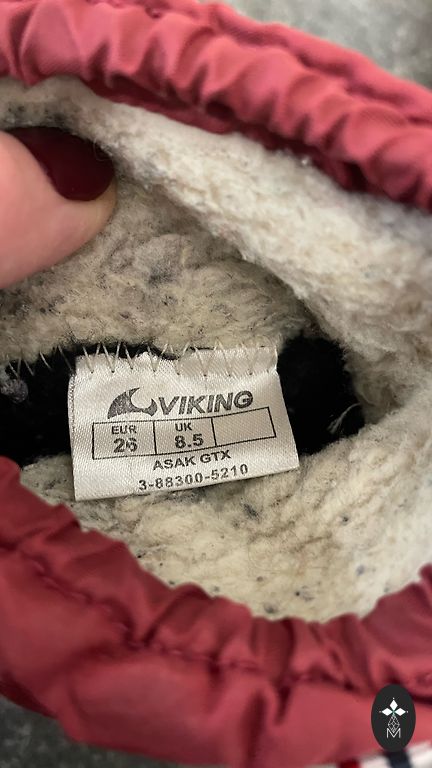 VIKING
EUR UK
26 8.5
ASAK GTX
3-88300-5210
M